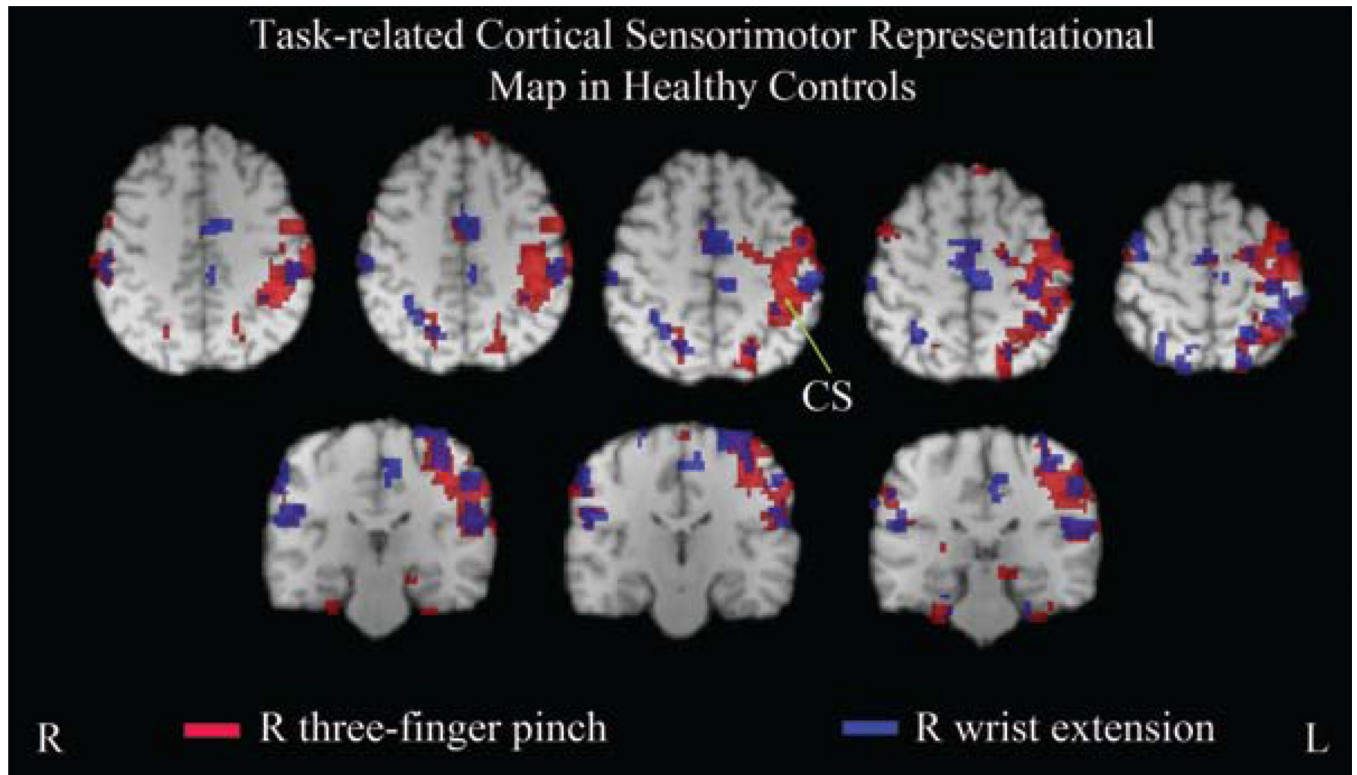 Task-related Cortical Sensorimotor Representational
Map in Healthy Controls
CS
R
R three-finger pinch
R wrist extension
L